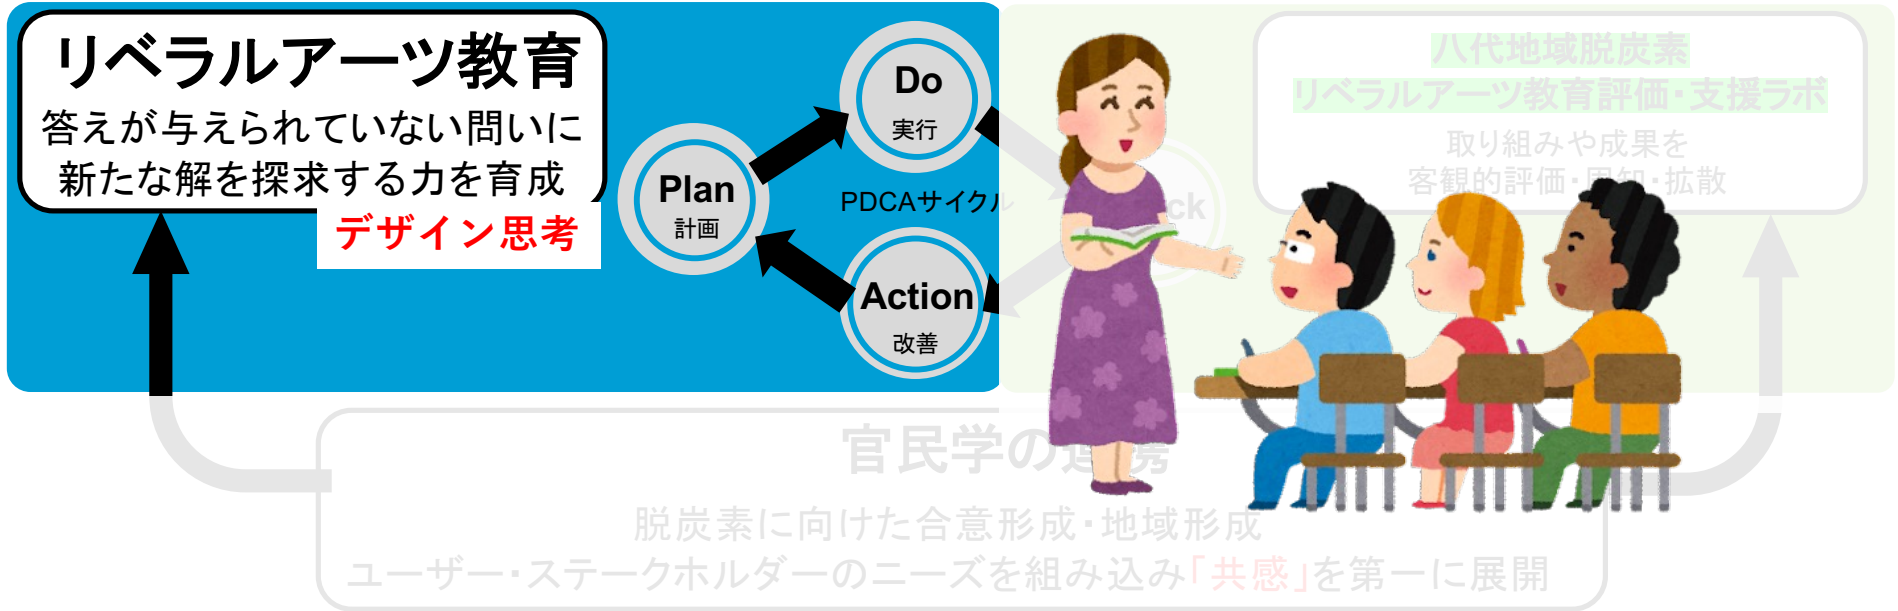 リベラルアーツ教育
答えが与えられていない問いに
新たな解を探求する力を育成
デザイン思考
Plan
計画
Do
実行
PDCAサイクル
ck
Action
改善
八代地域脱炭素
リベラルアーツ教育評価・支援ラボ
取り組みや成果を
客観的評価・周知・拡散
官民学の連携
脱炭素に向けた合意形成・地域形成
ユーザー・ステークホルダーのニーズを組み込み「共感」を第一に展開